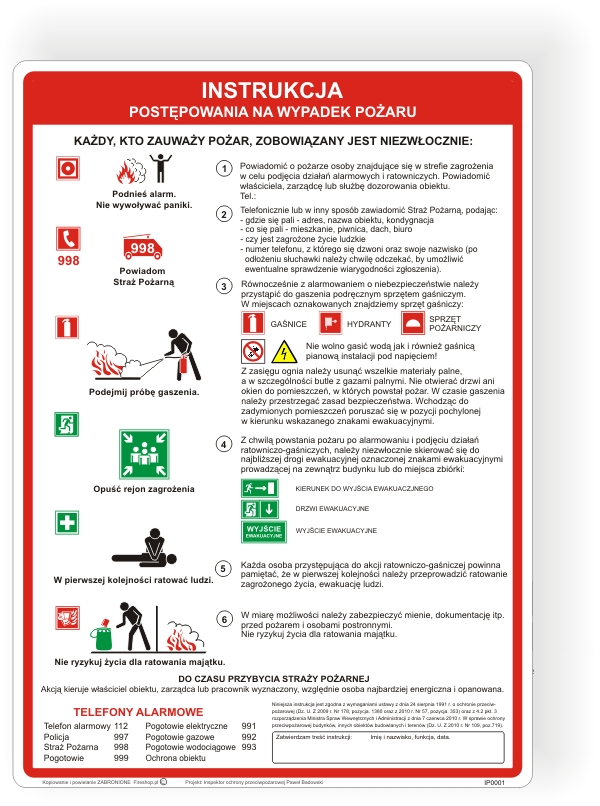 INSTRUKCJA
POSTĘPOWANIA NA WYPADEK POŻARU
KAŻDY, KTO ZAUWAŻY POŻAR, ZOBOWIĄZANY JEST NIEZWŁOCZNIE:
Podnieś alarm.
Nie wywoływać paniki.
1
Powiadomić o pożarze osoby znajdujące się w strefie zagrożenia
w celu podjęcia działań alarmowych i ratowniczych. Powiadomić
właściciela, zarządcę lub służbę dozorowania obiektu.
Tel.:
998
998
Powiadom
Straż Pożarną
2
Telefonicznie lub w inny sposób zawiadomić Straż Pożarną, podając:
- gdzie się pali - adres, nazwa obiektu, kondygnacja
- co się pali - mieszkanie, piwnica, dach, biuro
- czy jest zagrożone życie ludzkie
- numer telefonu, z którego się dzwoni oraz swoje nazwisko (po
odłożeniu słuchawki należy chwilę odczekać, by umożliwić
ewentualne sprawdzenie wiarygodności zgłoszenia).
3
Równocześnie z alarmowaniem o niebezpieczeństwie należy
przystąpić do gaszenia podręcznym sprzętem gaśniczym.
W miejscach oznakowanych znajdziemy sprzęt gaśniczy:
GAŚNICE
HYDRANTY
SPRZĘT
POŻARNICZY
Nie wolno gasić wodą jak i również gaśnicą
pianową instalacji pod napięciem!
Podejmij próbę gaszenia.
Z zasięgu ognia należy usunąć wszelkie materiały palne,
a w szczególności butle z gazami palnymi. Nie otwierać drzwi ani
okien do pomieszczeń, w których powstał pożar. W czasie gaszenia
należy przestrzegać zasad bezpieczeństwa. Wchodząc do
zadymionych pomieszczeń poruszać się w pozycji pochylonej
w kierunku wskazanego znakami ewakuacyjnymi.
Opuść rejon zagrożenia
4
Z chwilą powstania pożaru po alarmowaniu i podjęciu działań
ratowniczo-gaśniczych, należy niezwłocznie skierować się do
najbliższej drogi ewakuacyjnej oznaczonej znakami ewakuacyjnymi
prowadzącej na zewnątrz budynku lub do miejsca zbiórki:
KIERUNEK DO WYJŚCIA EWAKUACZJNEGO
DRZWI EWAKUACYJNE
WYJŚCIE
EWAKUACYJNE
WYJŚCIE EWAKUACYJNE
W pierwszej kolejności ratować ludzi.
5
Każda osoba przystępująca do akcji ratowniczo-gaśniczej powinna
pamiętać, że w pierwszej kolejności należy przeprowadzić ratowanie
zagrożonego życia, ewakuację ludzi.
Nie ryzykuj życia dla ratowania majątku.
6
W miarę możliwości należy zabezpieczyć mienie, dokumentację itp.
przed pożarem i osobami postronnymi.
Nie ryzykuj życia dla ratowania majątku.
DO CZASU PRZYBYCIA STRAŻY POŻARNEJ
Akcją kieruje właściciel obiektu, zarządca lub pracownik wyznaczony, względnie osoba najbardziej energiczna i opanowana.
TELEFONY ALARMOWE
Telefon alarmowy 112 Pogotowie elektryczne 991
Policja 997 Pogotowie gazowe 992
Straż Pożarna 998 Pogotowie wodociągowe 993
Pogotowie 999 Ochrona obiektu
Niniejsza instrukcja jest zgodna z wymaganiami ustawy z dnia 24 sierpnia 1991 r. o ochronie przeciw-
pożarowej (Dz. U. Z 2009 r. Nr 178, pozycja. 1380 oraz z 2010 r. Nr 57, pozycja. 353) oraz z 4.2 pkt. 3
rozporządzenia Ministra Spraw Wewnętrznych i Administracji z dnia 7 czerwca 2010 r. W sprawie ochrony
przeciwpożarowej budynków, innych obiektów budowlanych i terenów (Dz. U. Z 2010 r. Nr 109, poz.719).
Zatwierdzam treść instrukcji: Imię i nazwisko, funkcja, data.
Kopiowanie i powielanie ZABRONIONE Fireshop.pl
Projekt: Inspektor ochrony przeciwpożarowej Paweł Badowski
IP0001